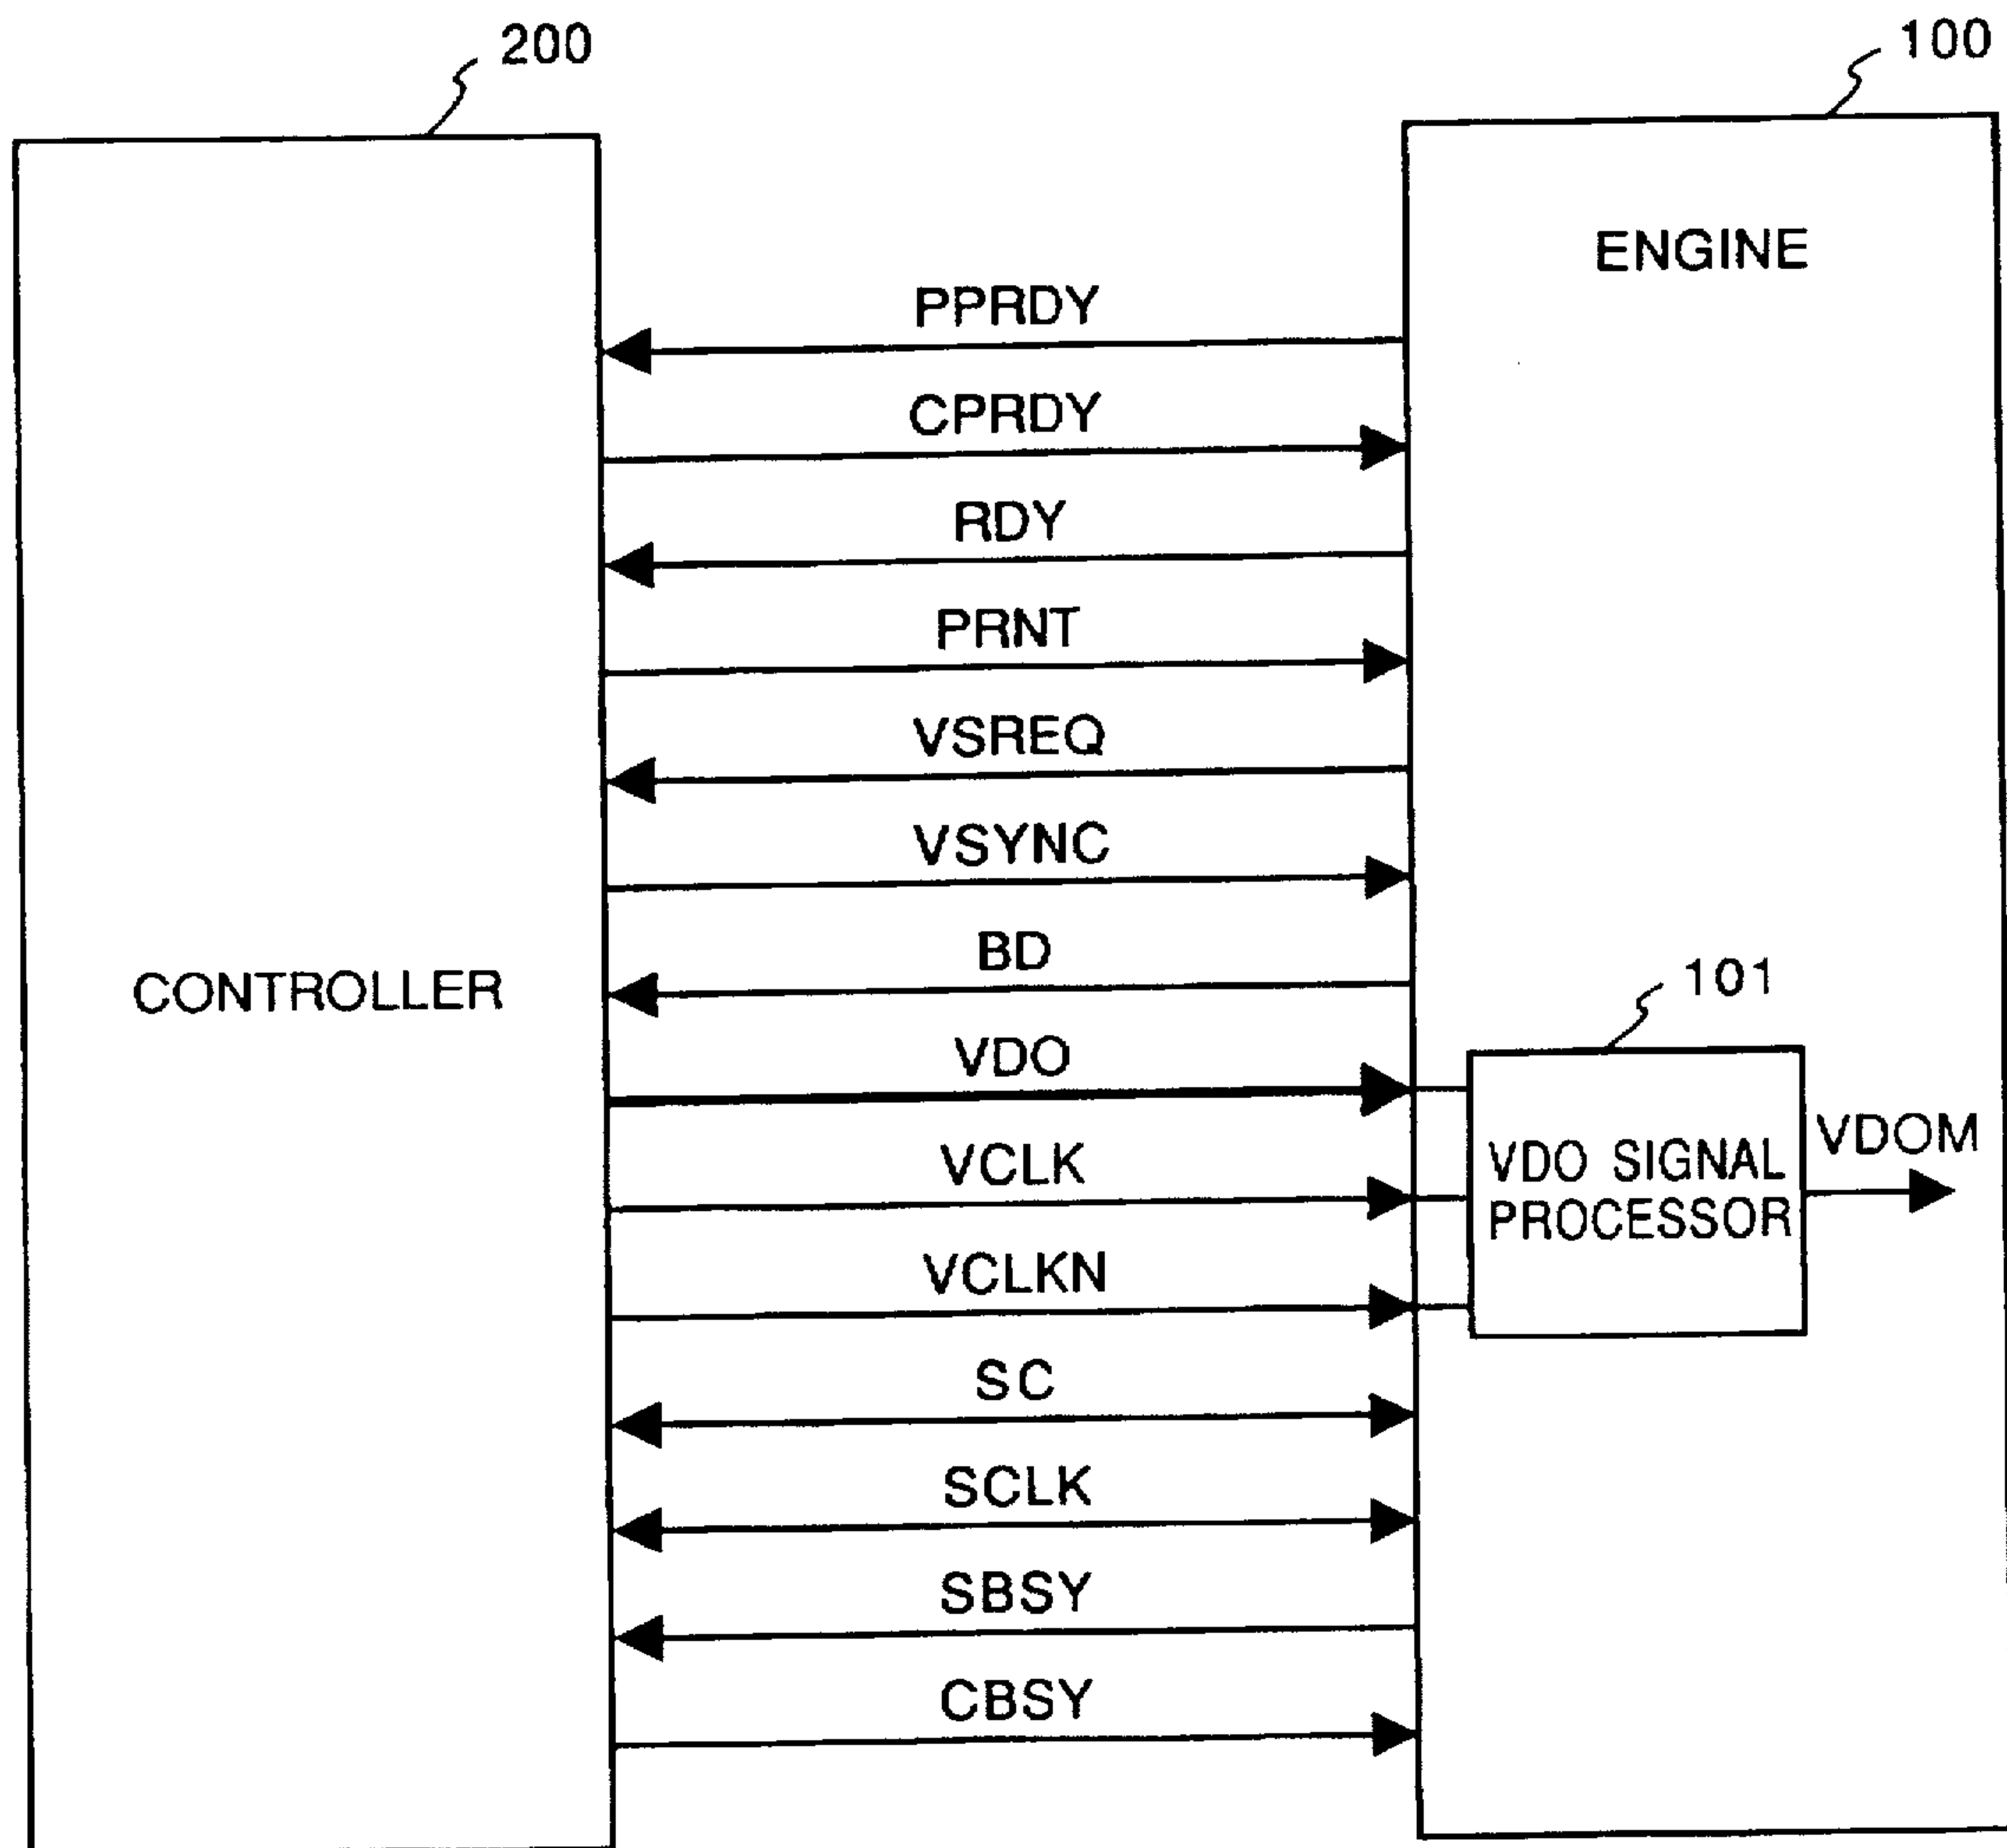 200
100
ENGINE
PPRDY
CPRDY
RDY
PRNT
VSREQ
VSYNC
BD
CONTROLLER
101
VDO
VDOM
VCLK
VDO SIGNAL
PROCESSOR
VCLKN
SC
SCLK
SBSY
CBSY